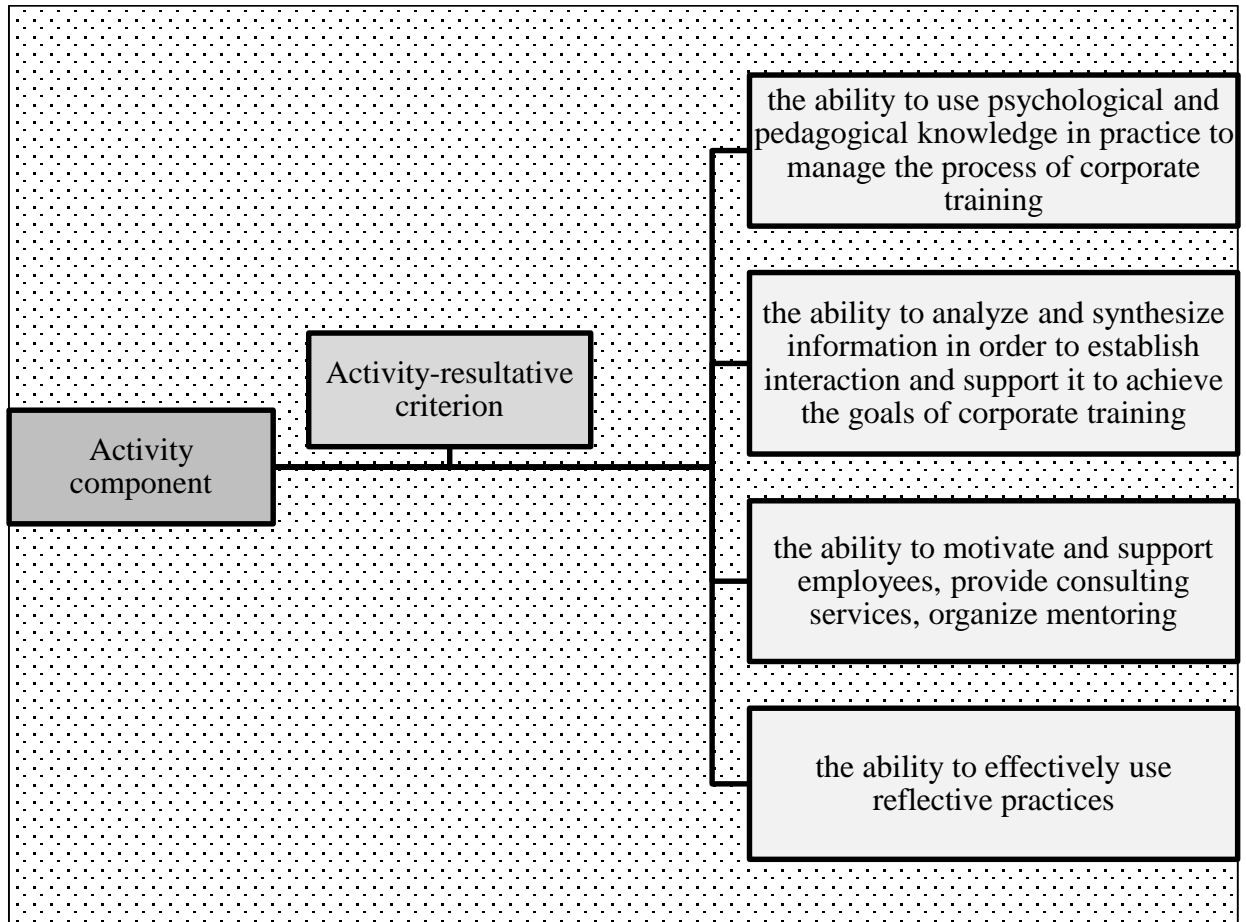 the ability to use psychological and
pedagogical knowledge in practice to
manage the process of corporate
training
the ability to analyze and synthesize
information in order to establish
interaction and support it to achieve
the goals of corporate training
Activity-resultative
criterion
Activity
component
the ability to motivate and support
employees, provide consulting
services, organize mentoring
the ability to effectively use
reflective practices